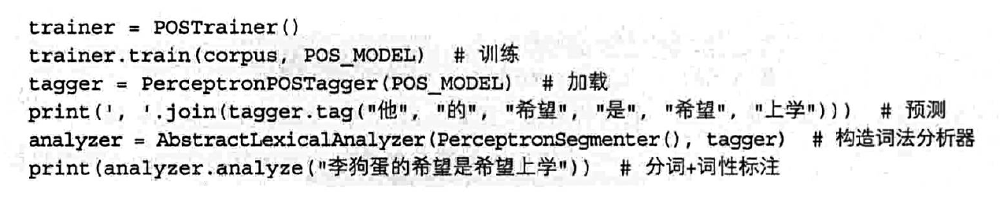 trainer = POSTrainer()
trainer.train(corpus, POS_MODEL)  # 训练
tagger = PerceptronPOSTagger(POS_MODEL)  # 加载
print(', '.join(tagger.tag("他", "的", "希望", "是", "希望", "上学")))  # 预测
analyzer = AbstractLexicalAnalyzer(PerceptronSegmenter(), tagger)  # 构造词法分析器
print(analyzer.analyze("李狗蛋的希望是希望上学"))  # 分词+词性标注